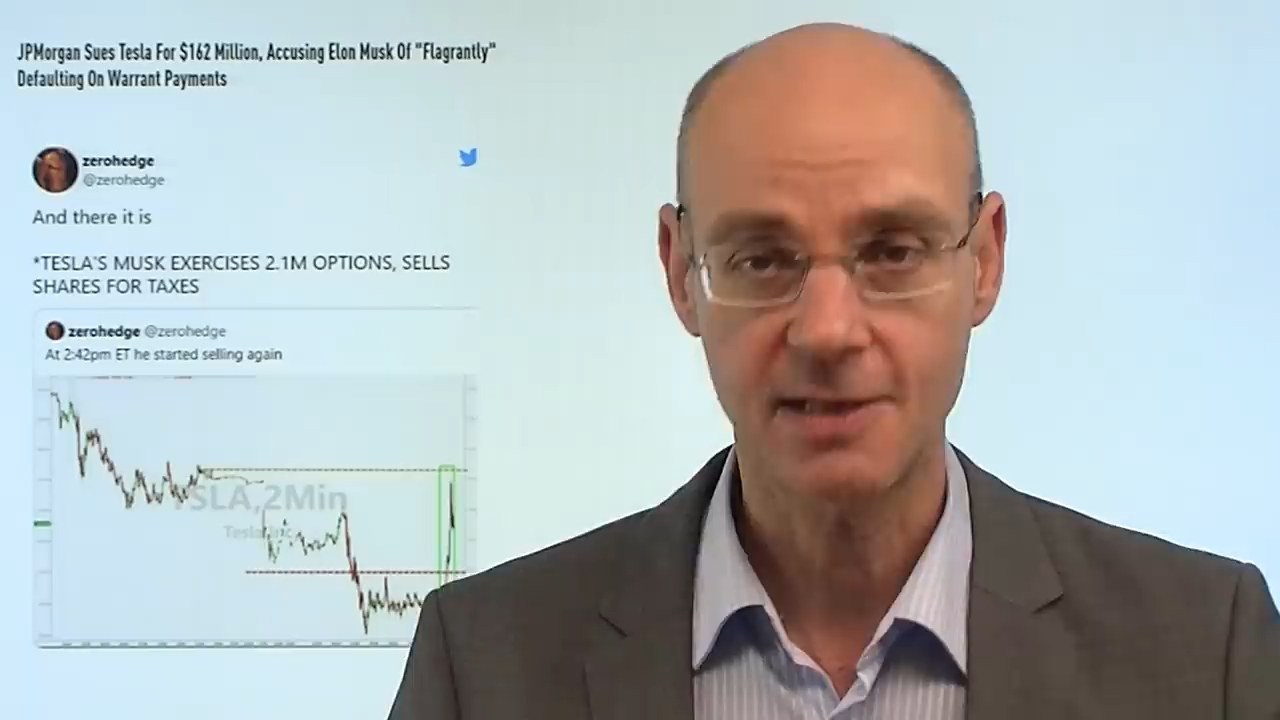 JPMorgan Sues Tesla For $162 Million, Accusing Elon Musk Of "Flagrantly"
Defaulting On Warrant Payments
zerohedge
@zerohedge
And there it is
*TESLA'S MUSK EXERCISES 2.1M OPTIONS, SELLS
SHARES FOR TAXES
zerohedge @zerohedge
At 2:42pm ET he started selling again
TSLA,2Min
Tesla Inc